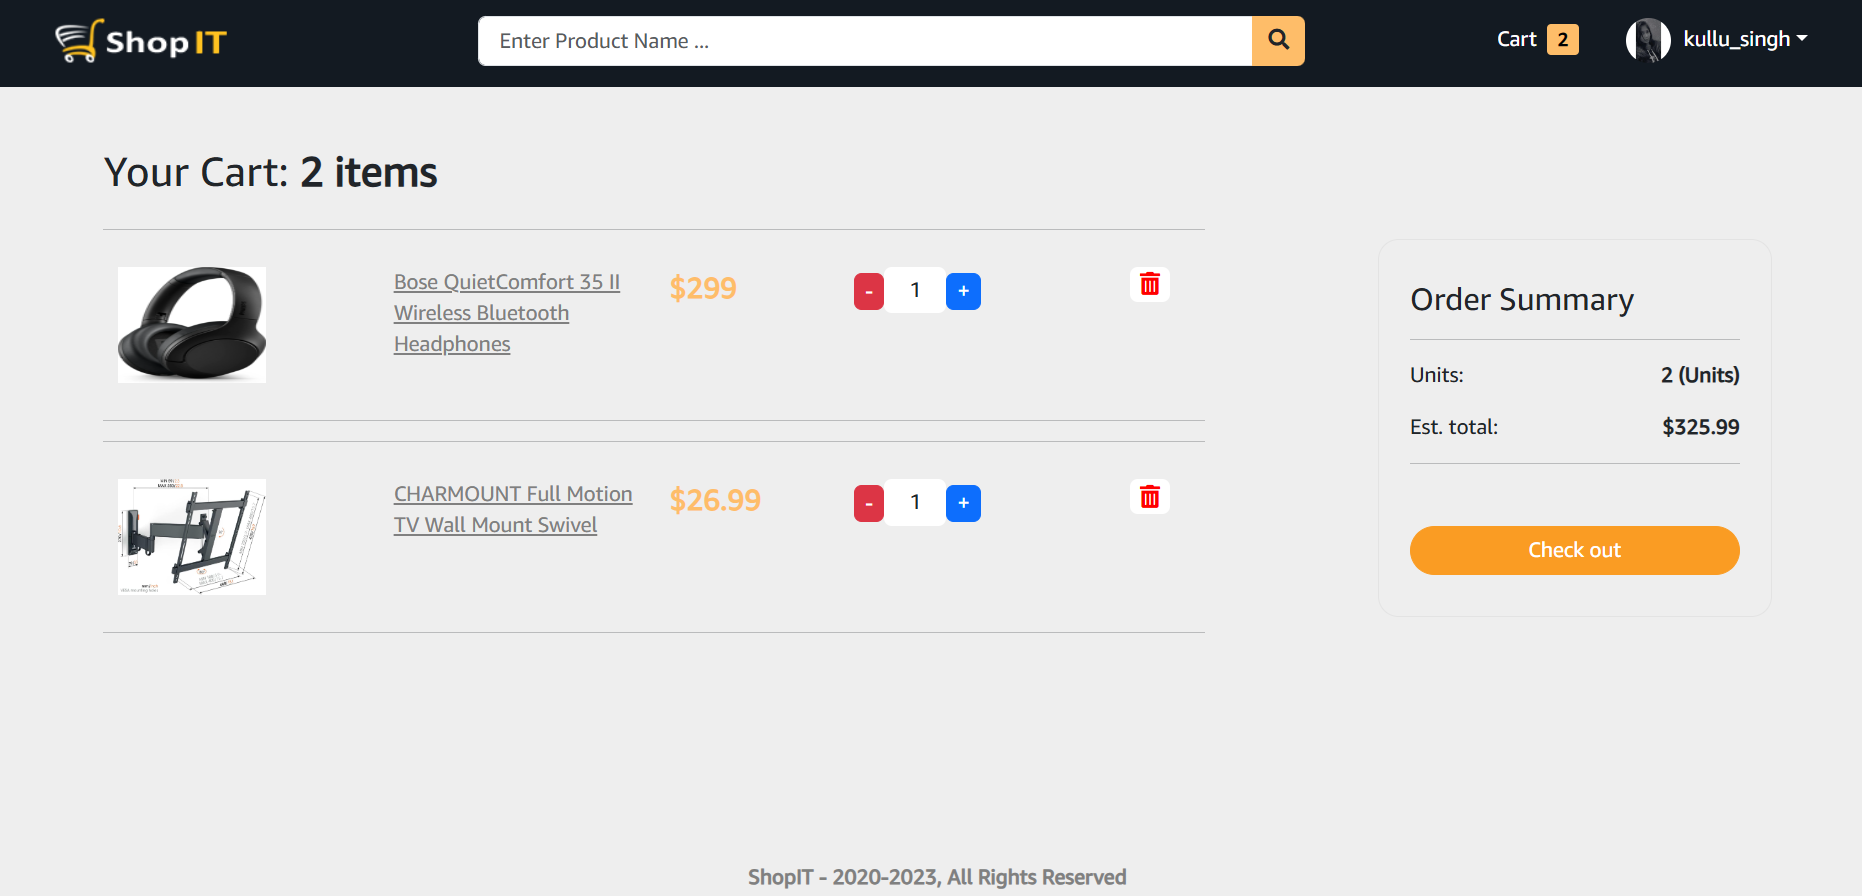 Shop IT
Enter Product Name ...
Cart 2
kullu_singh
Your Cart: 2 items
Bose QuietComfort 35 II
Wireless Bluetooth
Headphones
$299
- 1 +
CHARMOUNT Full Motion
TV Wall Mount Swivel
$26.99
- 1 +
Order Summary
Units: 2 (Units)
Est. total: $325.99
Check out
ShopIT - 2020-2023, All Rights Reserved